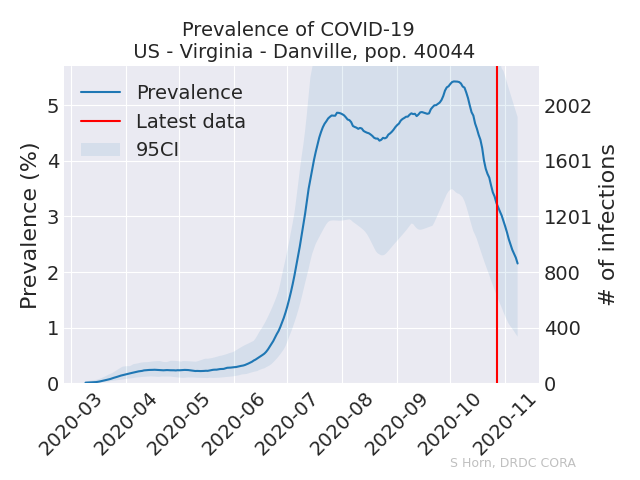 Prevalence of COVID-19
US - Virginia - Danville, pop. 40044
Prevalence
Latest data
95CI
Prevalence (%)
5
4
3
2
1
0
2002
1601
1201
800
400
0
# of infections
2020-03
2020-04
2020-05
2020-06
2020-07
2020-08
2020-09
2020-10
2020-11
S Horn, DRDC CORA